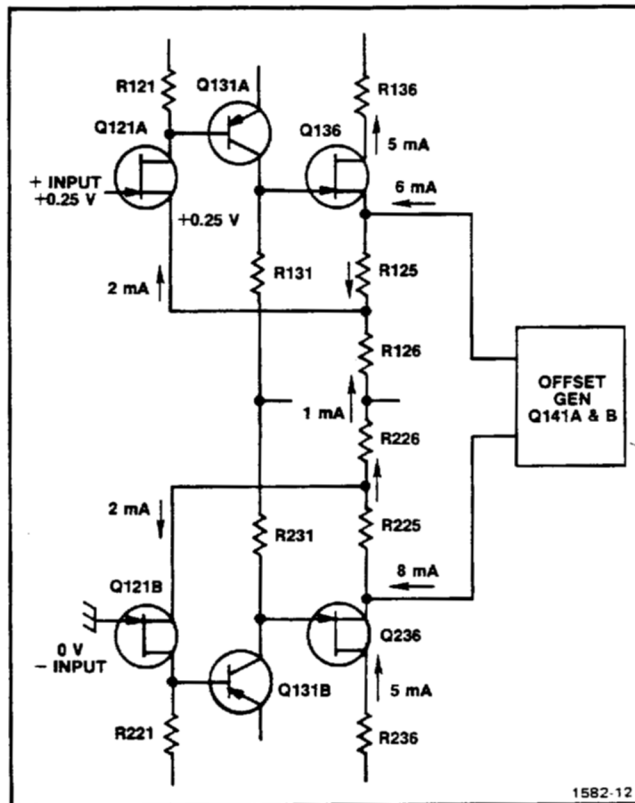 R121
Q131A
Q121A
Q136
R136
5 mA
+ INPUT
+0.25 V
+0.25 V
6 mA
R131
R125
2 mA
R126
1 mA
OFFSET
GEN
Q141A & B
R226
2 mA
R231
R225
8 mA
Q121B
0 V
– INPUT
Q236
Q131B
5 mA
R221
R236
1582-12